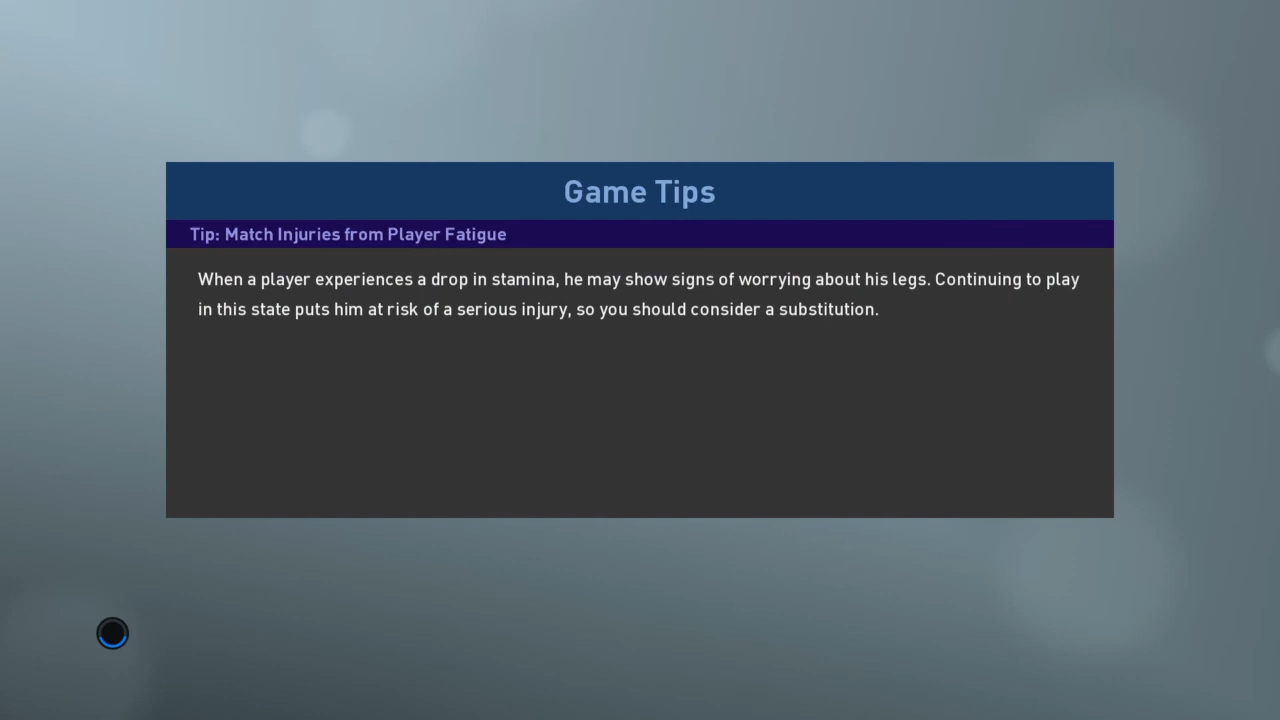 Game Tips
Tip: Match Injuries from Player Fatigue
When a player experiences a drop in stamina, he may show signs of worrying about his legs. Continuing to play
in this state puts him at risk of a serious injury, so you should consider a substitution.